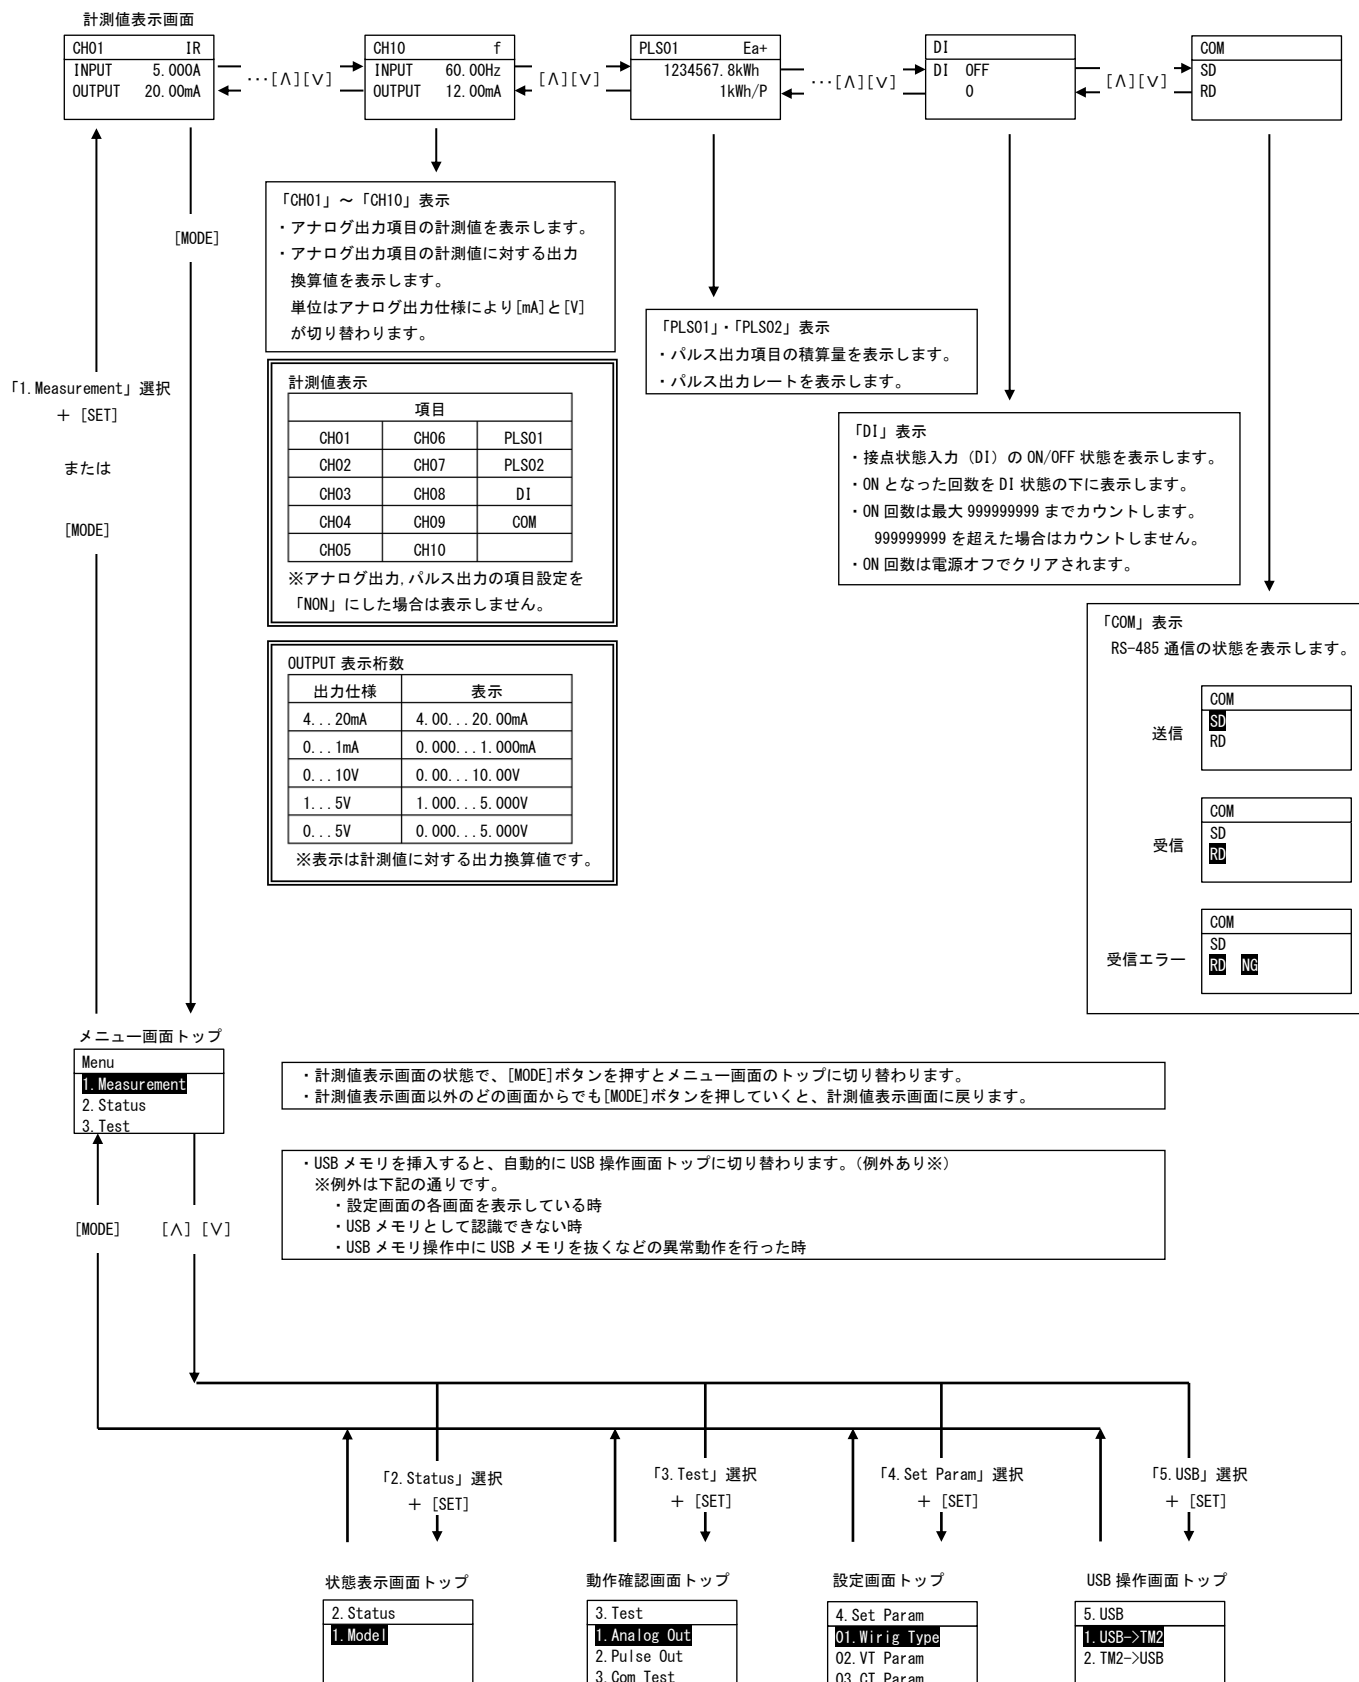 計測値表示画面
CH01 IR
INPUT 5.000A
OUTPUT 20.00mA
···[∧][∨]
CH10 f
INPUT 60.00Hz
OUTPUT 12.00mA
[∧][∨]
PLS01 Ea+
1234567.8kWh
1kWh/P
···[∧][∨]
DI
DI OFF
0
[∧][∨]
COM
SD
RD
[MODE]
「CH01」～「CH10」表示
・アナログ出力項目の計測値を表示します。
・アナログ出力項目の計測値に対する出力
換算値を表示します。
単位はアナログ出力仕様により[mA]と[V]
が切り替わります。
「PLS01」・「PLS02」表示
・パルス出力項目の積算量を表示します。
・パルス出力レートを表示します。
「1.Measurement」選択
＋ [SET]
または
[MODE]
計測値表示
項目
CH01 CH06 PLS01
CH02 CH07 PLS02
CH03 CH08 DI
CH04 CH09 COM
CH05 CH10
※アナログ出力,パルス出力の項目設定を
「NON」にした場合は表示しません。
「DI」表示
・接点状態入力（DI）の ON/OFF 状態を表示します。
・ON となった回数を DI 状態の下に表示します。
・ON 回数は最大 999999999 までカウントします。
999999999 を超えた場合はカウントしません。
・ON 回数は電源オフでクリアされます。
OUTPUT 表示桁数
出力仕様 表示
4...20mA 4.00...20.00mA
0...1mA 0.000...1.000mA
0...10V 0.00...10.00V
1...5V 1.000...5.000V
0...5V 0.000...5.000V
※表示は計測値に対する出力換算値です。
「COM」表示
RS-485 通信の状態を表示します。
送信
COM
SD
RD
受信
COM
SD
RD
受信エラー
COM
SD
RD NG
メニュー画面トップ
Menu
1.Measurement
2.Status
3.Test
・計測値表示画面の状態で、[MODE]ボタンを押すとメニュー画面のトップに切り替わります。
・計測値表示画面以外のどの画面からでも[MODE]ボタンを押していくと、計測値表示画面に戻ります。
・USB メモリを挿入すると、自動的に USB 操作画面トップに切り替わります。(例外あり※)
※例外は下記の通りです。
・設定画面の各画面を表示している時
・USB メモリとして認識できない時
・USB メモリ操作中に USB メモリを抜くなどの異常動作を行った時
[MODE] [∧] [∨]
「2.Status」選択
＋ [SET]
「3.Test」選択
＋ [SET]
「4.Set Param」選択
＋ [SET]
「5.USB」選択
＋ [SET]
状態表示画面トップ
2.Status
1.Model
動作確認画面トップ
3.Test
1.Analog Out
2.Pulse Out
3.Com Test
設定画面トップ
4.Set Param
01.Wirig Type
02.VT Param
03.CT Param
USB 操作画面トップ
5.USB
1.USB->TM2
2.TM2->USB